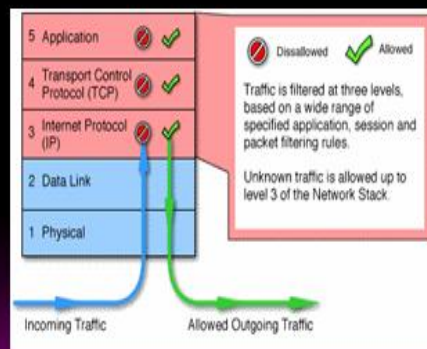 5 Application
4 Transport Control
Protocol (TCP)
3 Internet Protocol
(IP)
2 Data Link
1 Physical
Incoming Traffic
Allowed Outgoing Traffic
Dissallowed
Allowed
Traffic is filtered at three levels,
based on a wide range of
specified application, session and
packet filtering rules.
Unknown traffic is allowed up to
level 3 of the Network Stack.